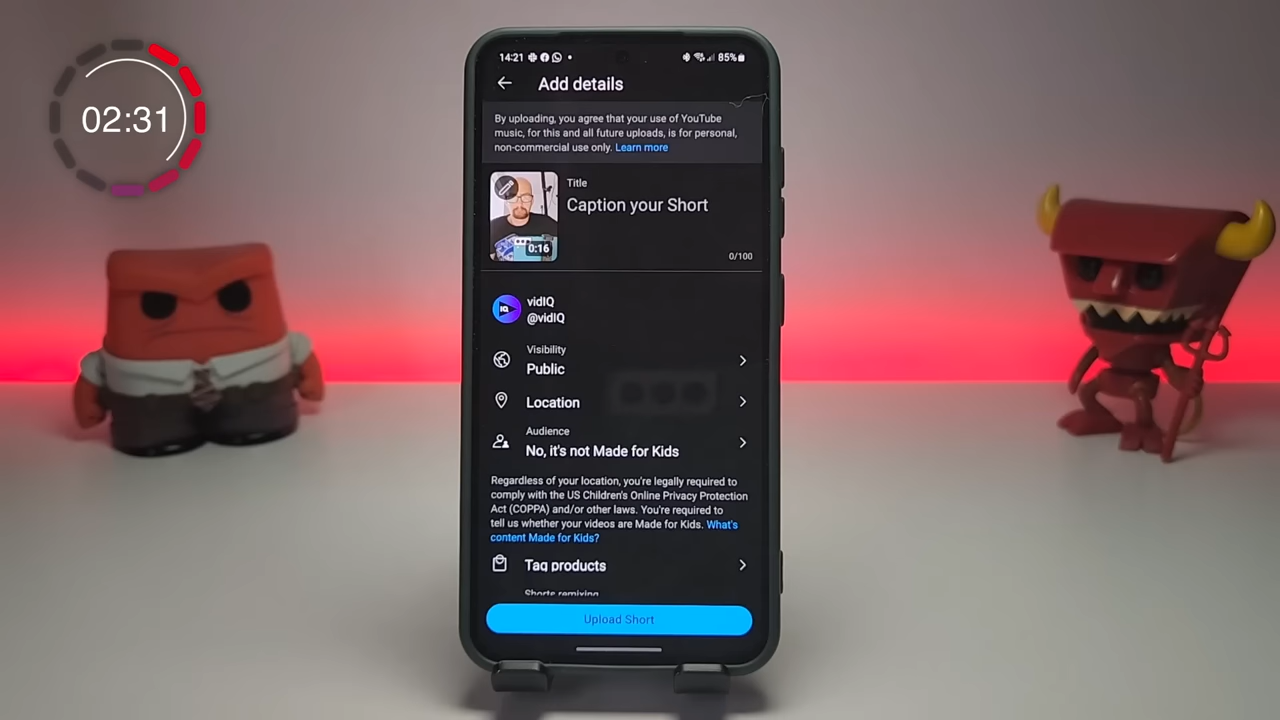 02:31
14:21
85%
Add details
By uploading, you agree that your use of YouTube
music, for this and all future uploads, is for personal,
non-commercial use only. Learn more
Title
Caption your Short
0:16
0/100
IQ
vidIQ
@vidIQ
Visibility
Public
Location
Audience
No, it's not Made for Kids
Regardless of your location, you're legally required to
comply with the US Children's Online Privacy Protection
Act (COPPA) and/or other laws. You're required to
tell us whether your videos are Made for Kids. What's
content Made for Kids?
Tag products
Shorts remixing
Upload Short